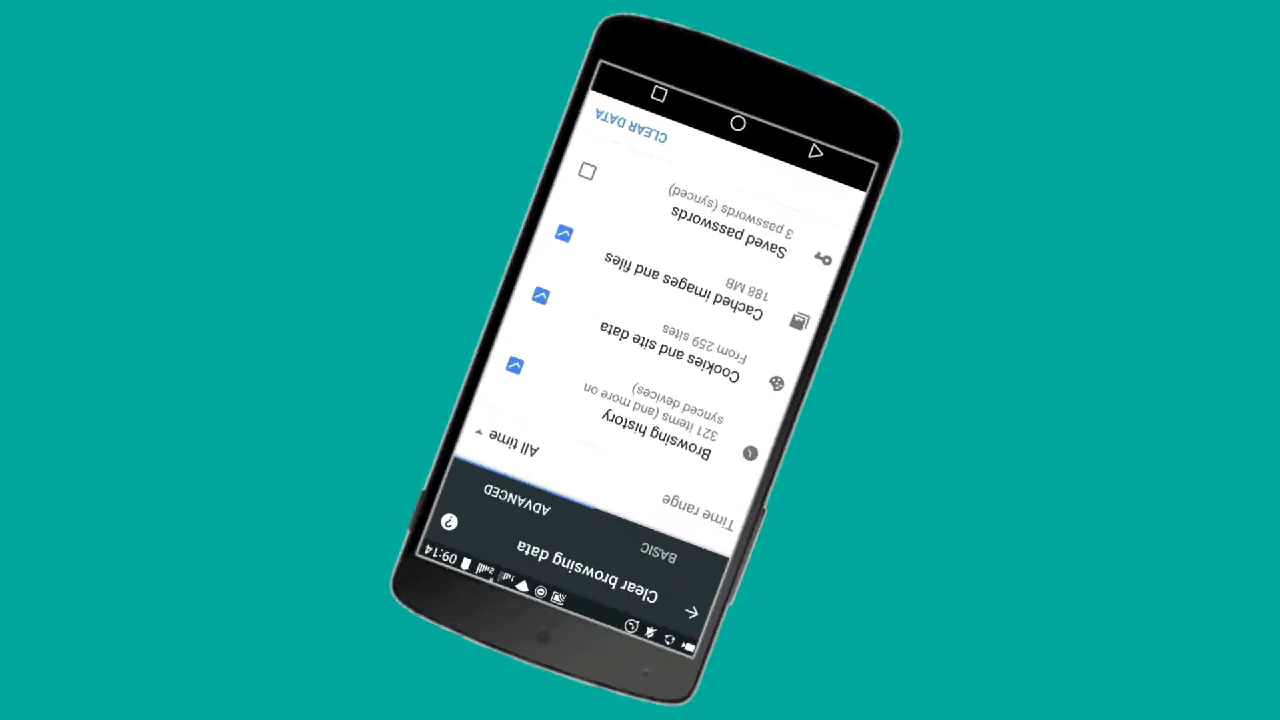 09:14
Clear browsing data
?
BASIC
ADVANCED
Time range
All time
Browsing history
321 items (and more on
synced devices)
Cookies and site data
From 259 sites
Cached images and files
188 MB
Saved passwords
3 passwords (synced)
CLEAR DATA